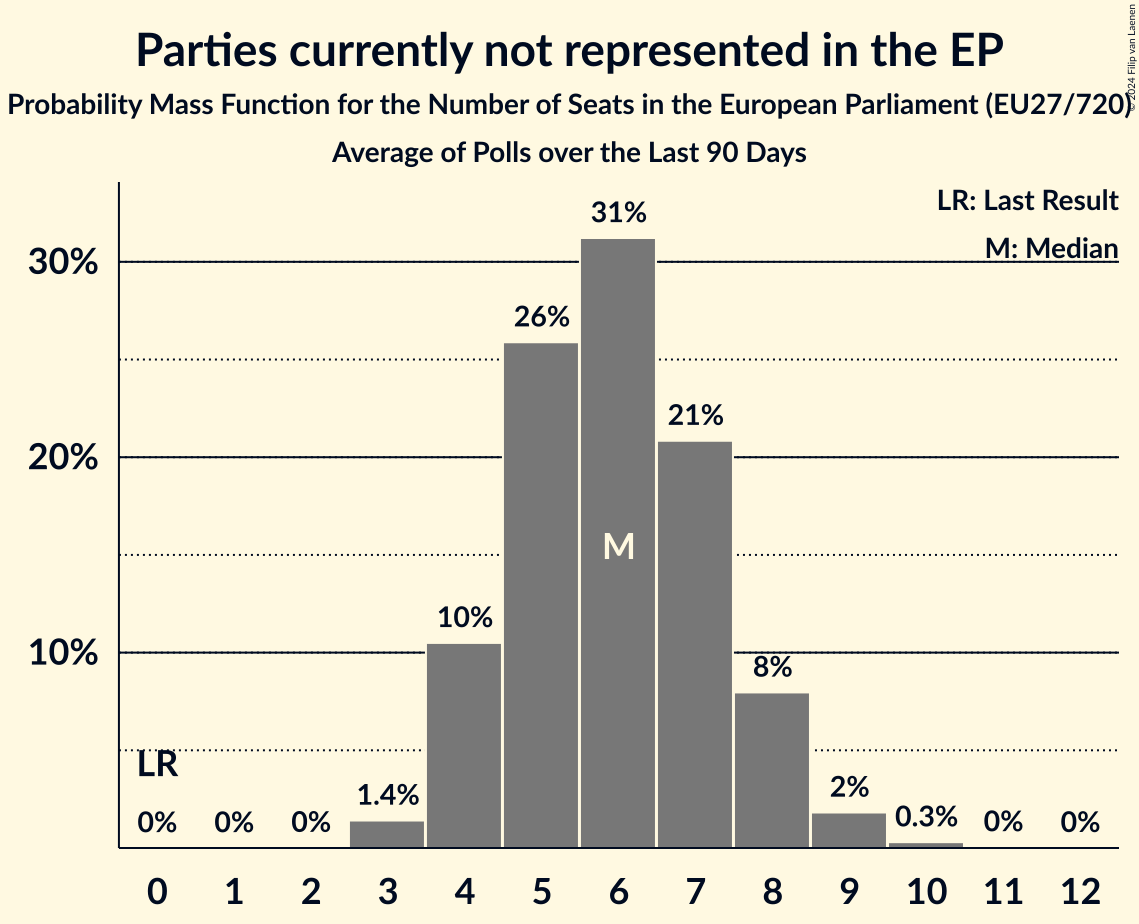 Parties currently not represented in the EP
Probability Mass Function for the Number of Seats in the European Parliament (EU27/720)
Average of Polls over the Last 90 Days
© 2024 Filip van Laenen
LR: Last Result
M: Median
31%
30%
26%
21%
20%
M
10%
10%
8%
LR
1.4%
2%
0.3%
0%
0%
0%
0%
0%
0 1 2 3 4 5 6 7 8 9 10 11 12